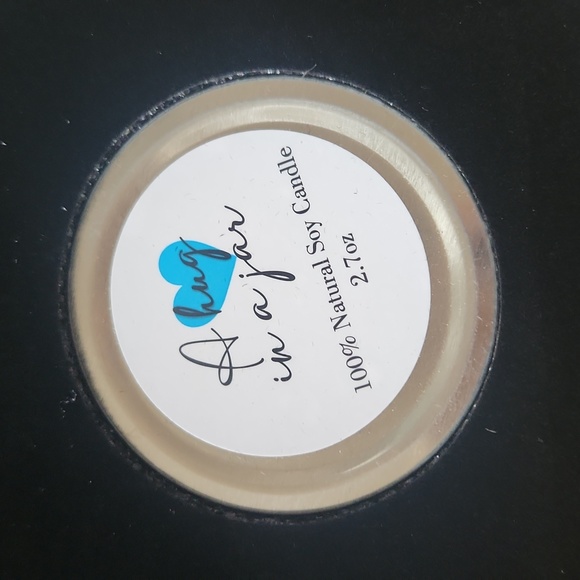 A hug
in a jar
100% Natural Soy Candle
2.7oz